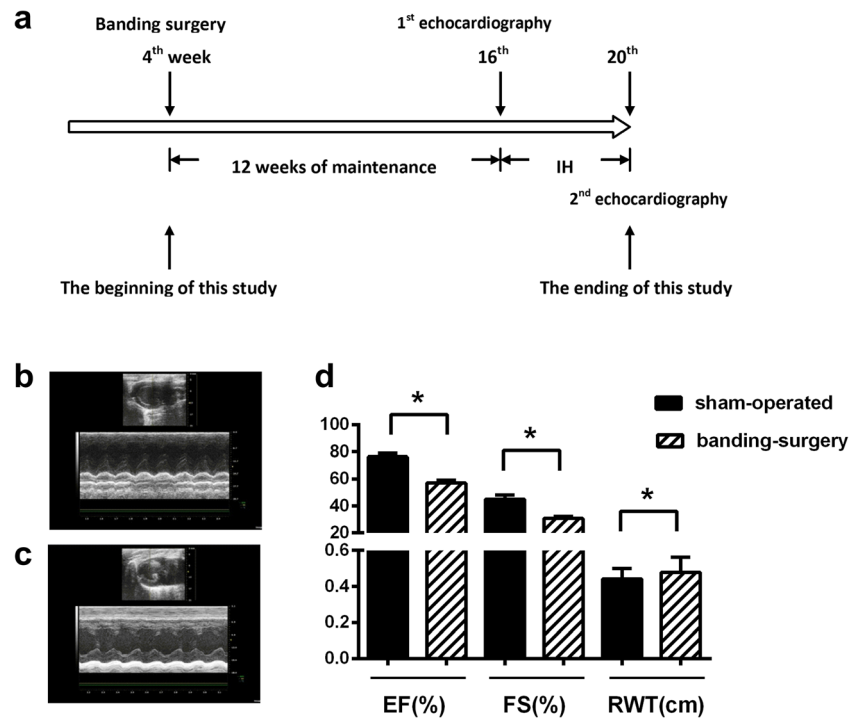 a
Banding surgery
1st echocardiography
4th week
16th
20th
12 weeks of maintenance
IH
2nd echocardiography
The beginning of this study
The ending of this study
b
c
d
sham-operated
banding-surgery
*
*
*
100
80
60
40
20
0.6
0.4
0.2
0.0
EF(%)
FS(%)
RWT(cm)